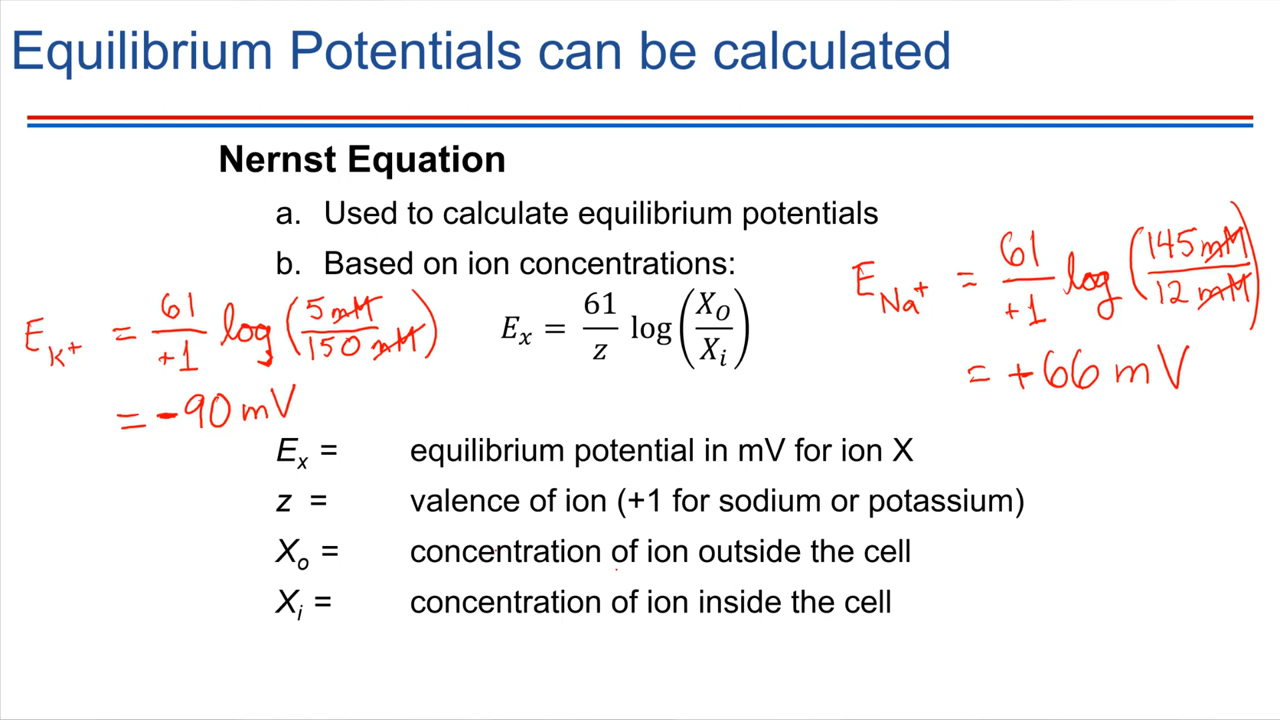 Equilibrium Potentials can be calculated
Nernst Equation
a. Used to calculate equilibrium potentials
b. Based on ion concentrations:
E_K+ = 61/+1 log (5 mM/150 mM)
= -90 mV
E_x = 61/z log (X_O/X_i)
E_Na+ = 61/+1 log (145 mM/12 mM)
= +66 mV
E_x = equilibrium potential in mV for ion X
z = valence of ion (+1 for sodium or potassium)
X_o = concentration of ion outside the cell
X_i = concentration of ion inside the cell